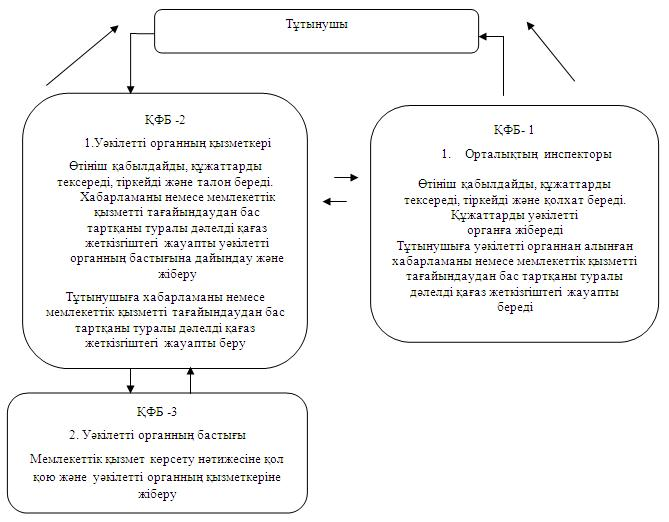 Тұтынушы
ҚФБ -2
1.Уәкілетті органның қызметкері
Өтініш қабылдайды, құжаттарды
тексереді, тіркейді және талон береді.
Хабарламаны немесе мемлекеттік
қызметті тағайындаудан бас
тартқаны туралы дәлелді қағаз
жеткізгіштегі жауапты уәкілетті
органның бастығына дайындау және
жіберу
Тұтынушыға хабарламаны немесе
мемлекеттік қызметті тағайындаудан бас
тартқаны туралы дәлелді қағаз
жеткізгіштегі жауапты беру
ҚФБ- 1
1. Орталықтың инспекторы
Өтініш қабылдайды, құжаттарды
тексереді, тіркейді және қолхат береді.
Құжаттарды уәкілетті
органға жібереді
Тұтынушыға уәкілетті органнан алынған
хабарламаны немесе мемлекеттік қызметті
тағайындаудан бас тартқаны туралы
дәлелді қағаз жеткізгіштегі жауапты
береді
ҚФБ -3
2. Уәкілетті органның бастығы
Мемлекеттік қызмет көрсету нәтижесіне қол
қою және уәкілетті органның қызметкеріне
жіберу